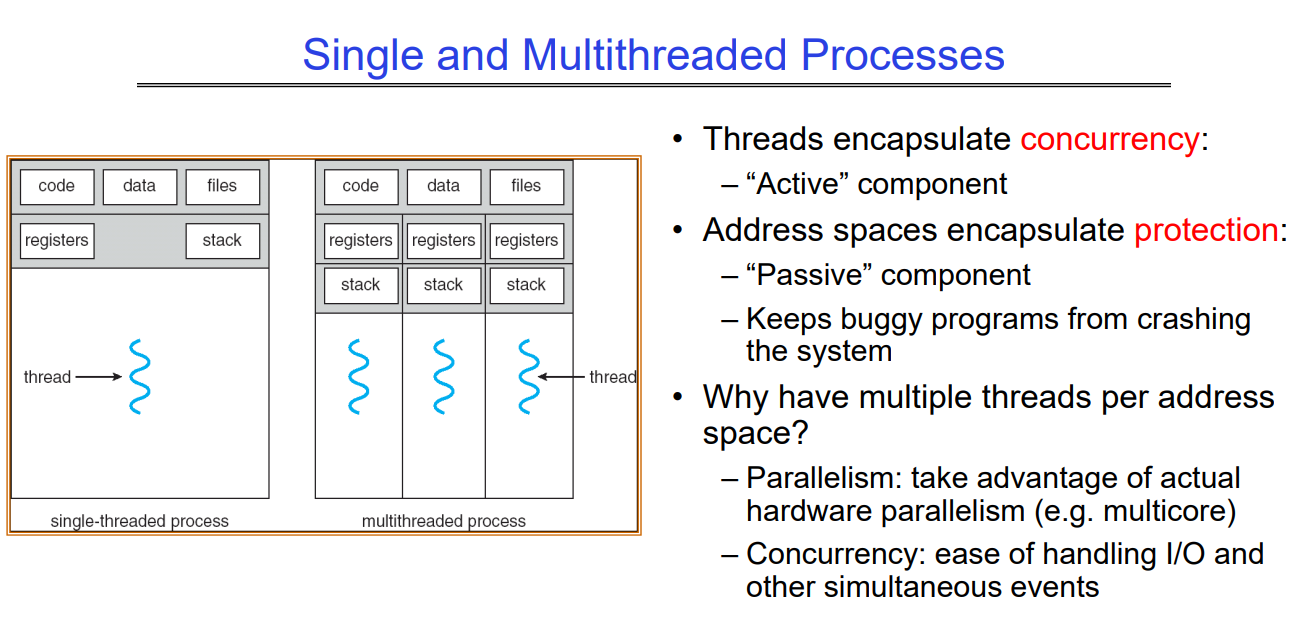 Single and Multithreaded Processes
code data files
registers stack
thread
single-threaded process
code data files
registers registers registers
stack stack stack
thread
multithreaded process
• Threads encapsulate concurrency:
– “Active” component
• Address spaces encapsulate protection:
– “Passive” component
– Keeps buggy programs from crashing
the system
• Why have multiple threads per address
space?
– Parallelism: take advantage of actual
hardware parallelism (e.g. multicore)
– Concurrency: ease of handling I/O and
other simultaneous events